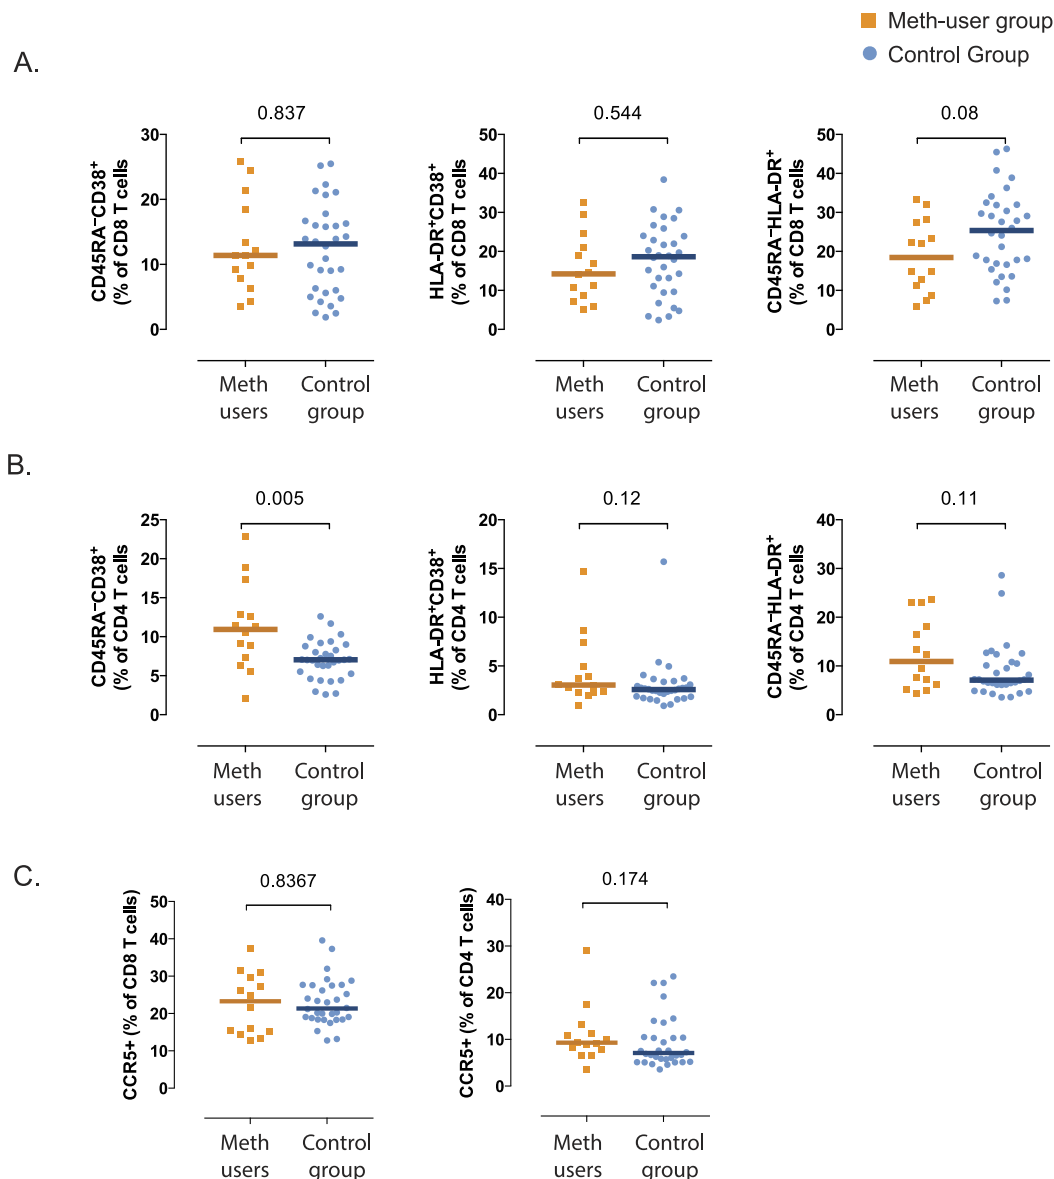 Meth-user group
Control Group
A.
0.837
CD45RA⁻CD38⁺
(% of CD8 T cells)
30
20
10
0
Meth
users
Control
group
0.544
HLA-DR⁺CD38⁺
(% of CD8 T cells)
50
40
30
20
10
0
Meth
users
Control
group
0.08
CD45RA⁻HLA-DR⁺
(% of CD8 T cells)
50
40
30
20
10
0
Meth
users
Control
group
B.
0.005
CD45RA⁻CD38⁺
(% of CD4 T cells
25
20
15
10
5
0
Meth
users
Control
group
0.12
HLA-DR⁺CD38⁺
(% of CD4 T cells
20
15
10
5
0
Meth
users
Control
group
0.11
CD45RA⁻HLA-DR⁺
(% of CD4 T cells
40
30
20
10
0
Meth
users
Control
group
C.
0.8367
CCR5+ (% of CD8 T cells)
50
40
30
20
10
0
Meth
users
Control
group
0.174
CCR5+ (% of CD4 T cells)
40
30
20
10
0
Meth
users
Control
group